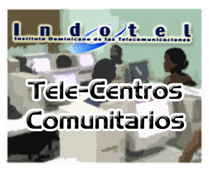 Indotel
Instituto Dominicano de las Telecomunicaciones
Tele-Centros
Comunitarios